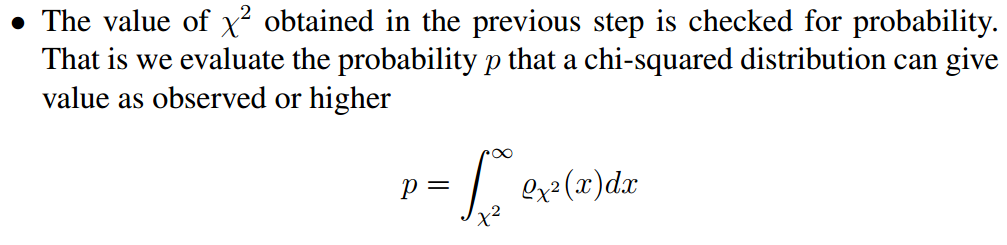 • The value of χ² obtained in the previous step is checked for probability.
That is we evaluate the probability p that a chi-squared distribution can give
value as observed or higher
p = ∫_{χ²}^{∞} ϱ_{χ²}(x)dx